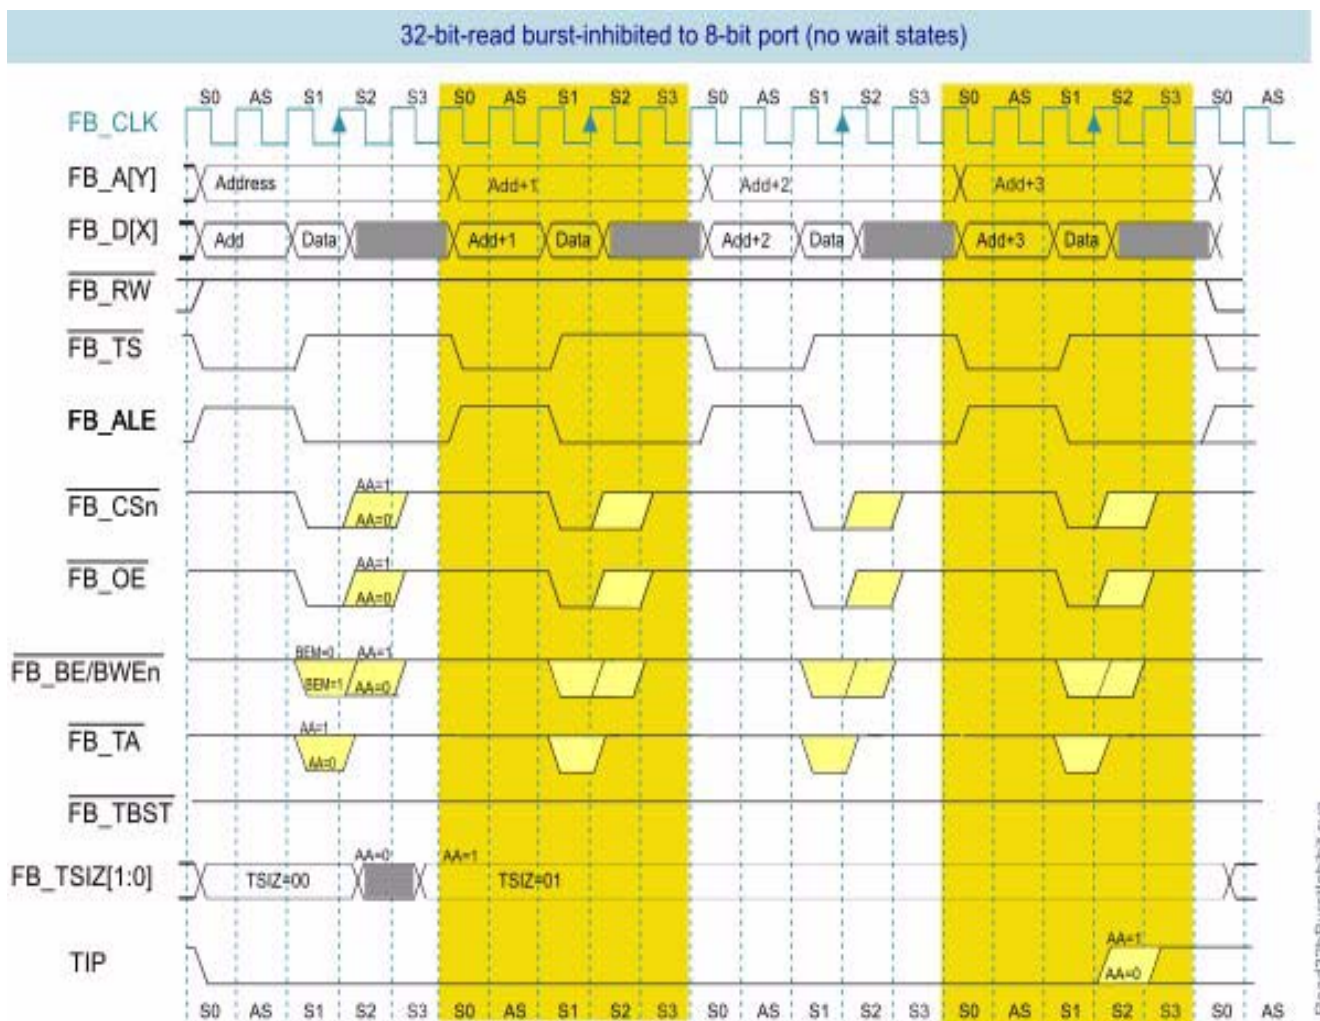 32-bit-read burst-inhibited to 8-bit port (no wait states)
S0 AS S1 S2 S3 S0 AS S1 S2 S3 S0 AS S1 S2 S3 S0 AS S1 S2 S3 S0 AS
FB_CLK
FB_A[Y] Address Add+1 Add+2 Add+3
FB_D[X] Add Data Add+1 Data Add+2 Data Add+3 Data
FB_RW
FB_TS
FB_ALE
AA=1
FB_CSn
AA=0
AA=1
FB_OE
AA=0
BEM=0 AA=1
FB_BE/BWEn
BEM=1 AA=0
AA=1
FB_TA
AA=0
FB_TBST
AA=0 AA=1
FB_TSIZ[1:0] TSIZ=00 TSIZ=01
AA=1
TIP
AA=0
S0 AS S1 S2 S3 S0 AS S1 S2 S3 S0 AS S1 S2 S3 S0 AS S1 S2 S3 S0 AS